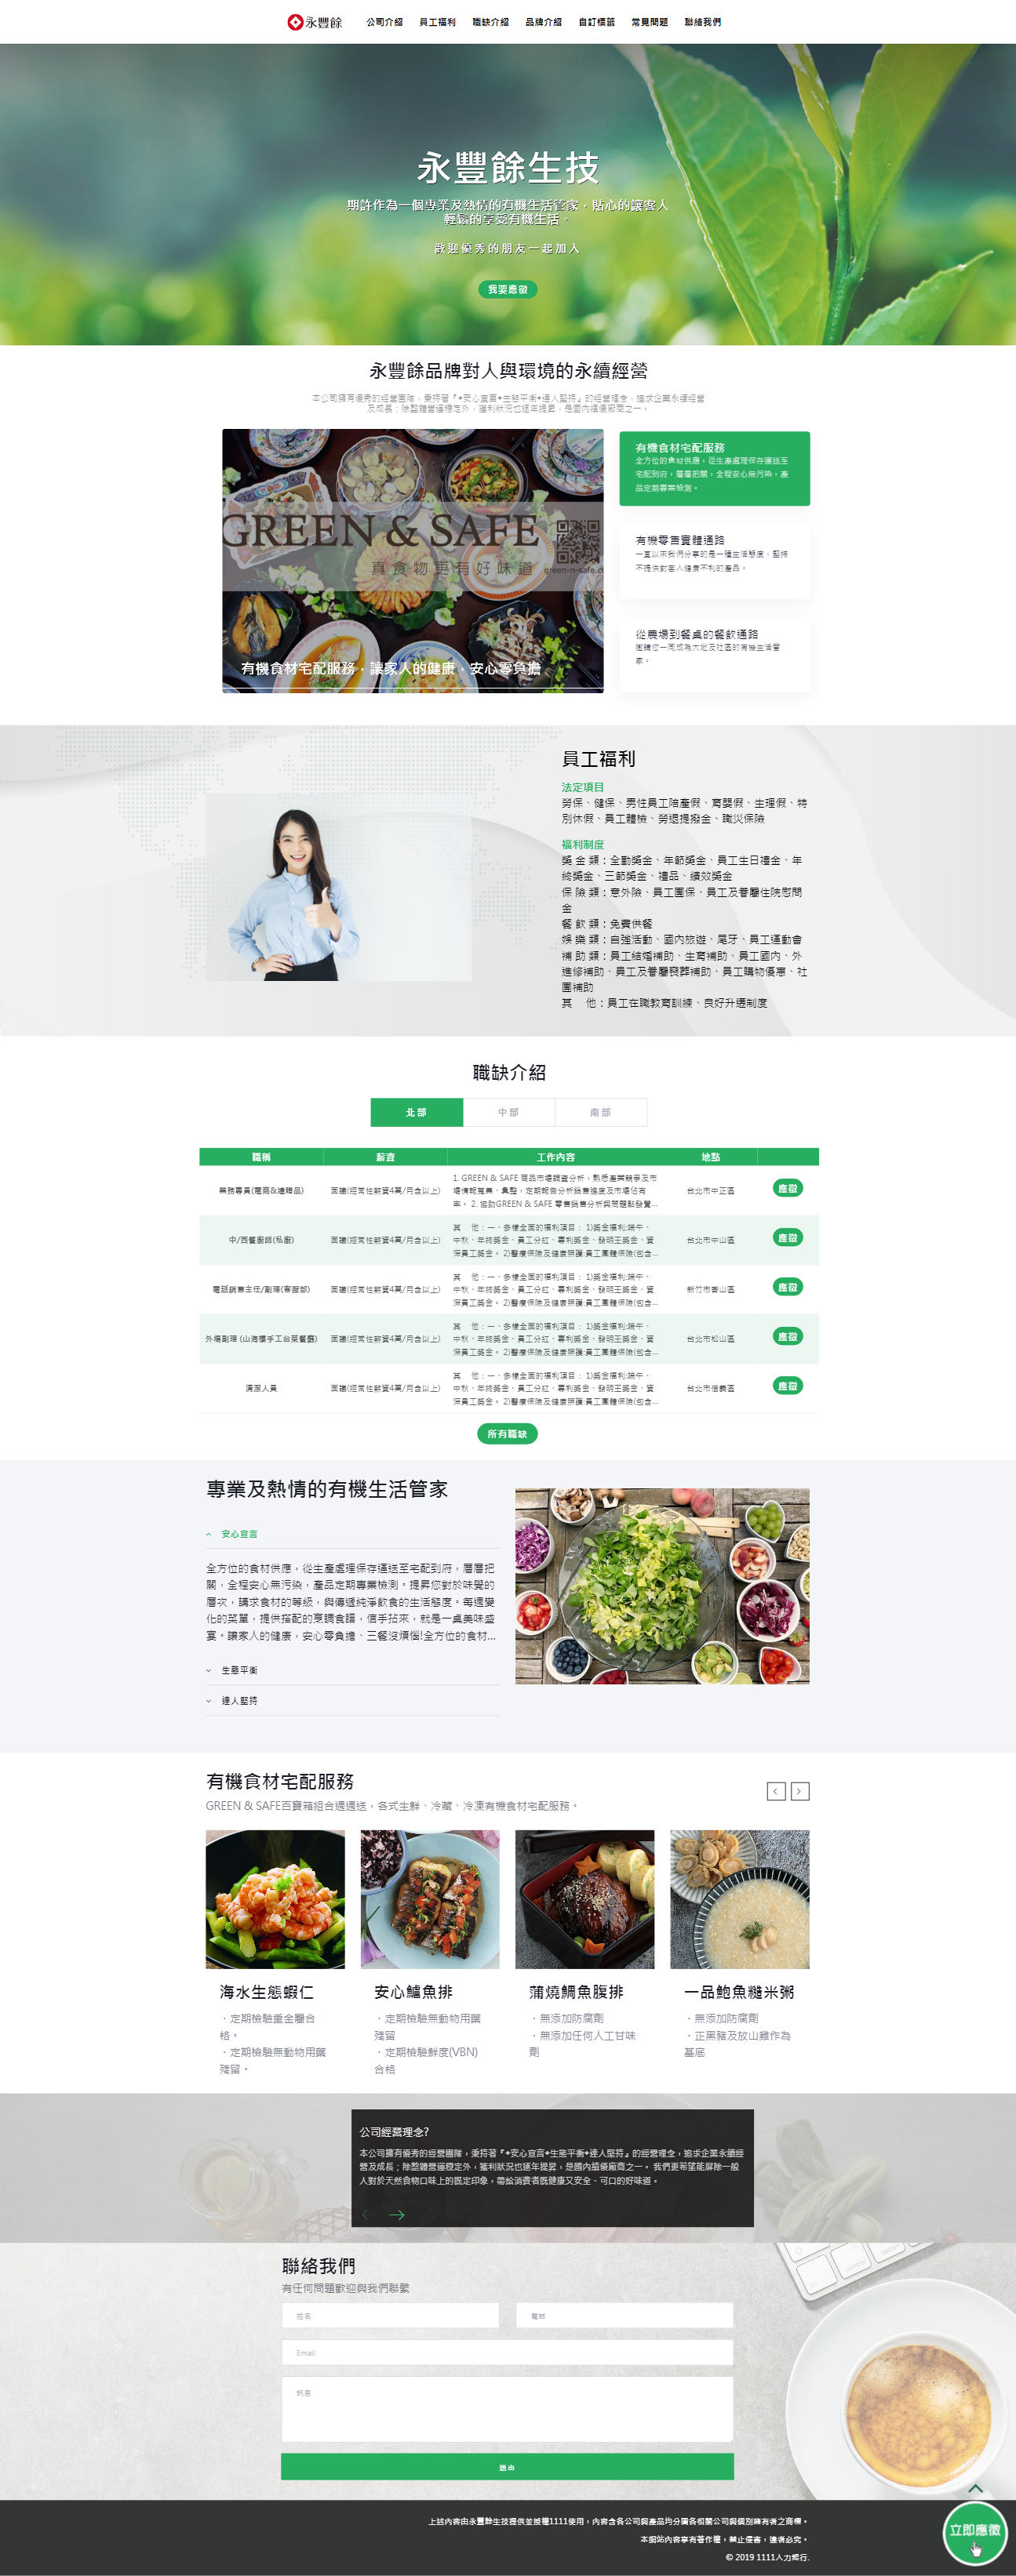 永豐餘
公司介紹 員工福利 職缺介紹 品牌介紹 自訂標籤 常見問題 聯絡我們
永豐餘生技
期許作為一個專業及熱情的有機生活管家，貼心的讓客人
輕鬆的享受有機生活。
歡迎優秀的朋友一起加入
我要應徵
永豐餘品牌對人與環境的永續經營
本公司擁有優秀的經營團隊，秉持著『•安心宣言•生態平衡•達人堅持』的經營理念，追求企業永續經營
及成長；除整體營運穩定外，獲利狀況也逐年提昇，是國內績優廠商之一。
GREEN & SAFE
真食物更有好味道
有機食材宅配服務，讓家人的健康，安心零負擔
有機食材宅配服務
全方位的食材供應，從生產處理保存運送至
宅配到府，層層把關，全程安心無污染，產
品定期專業檢測。
有機零售實體通路
一直以來我們分享的是一種生活態度，堅持
不提供對客人健康不利的產品。
從農場到餐桌的餐飲通路
邀請您一同成為大地及社區的有機生活管
家。
員工福利
法定項目
勞保、健保、男性員工陪產假、育嬰假、生理假、特
別休假、員工體檢、勞退提撥金、職災保險
福利制度
獎 金 類：全勤獎金、年節獎金、員工生日禮金、年
終獎金、三節獎金、禮品、績效獎金
保 險 類：意外險、員工團保、員工及眷屬住院慰問
金
餐 飲 類：免費供餐
娛 樂 類：自強活動、國內旅遊、尾牙、員工運動會
補 助 類：員工結婚補助、生育補助、員工國內、外
進修補助、員工及眷屬喪葬補助、員工購物優惠、社
團補助
其　 他：員工在職教育訓練、良好升遷制度
職缺介紹
北部 中部 南部
職稱 薪資 工作內容 地點
業務專員(電商&禮贈品) 面議(經常性薪資4萬/月含以上) 1. GREEN & SAFE 商品市場調查分析，熟悉產業競爭及市
場情報蒐集、彙整，定期報告分析銷售進度及市場佔有
率。 2. 協助GREEN & SAFE 零售銷售分析與問題點發覺... 台北市中正區 應徵
中/西餐廚師(私廚) 面議(經常性薪資4萬/月含以上) 其　他：一、多樣全面的福利項目： 1)獎金福利:端午、
中秋、年終獎金、員工分紅、專利獎金、發明王獎金、資
深員工獎金。 2)醫療保險及健康照護:員工團體保險(包含... 台北市中山區 應徵
電話銷售主任/副理(客服部) 面議(經常性薪資4萬/月含以上) 其　他：一、多樣全面的福利項目： 1)獎金福利:端午、
中秋、年終獎金、員工分紅、專利獎金、發明王獎金、資
深員工獎金。 2)醫療保險及健康照護:員工團體保險(包含... 新竹市香山區 應徵
外場副理 (山海樓手工台菜餐廳) 面議(經常性薪資4萬/月含以上) 其　他：一、多樣全面的福利項目： 1)獎金福利:端午、
中秋、年終獎金、員工分紅、專利獎金、發明王獎金、資
深員工獎金。 2)醫療保險及健康照護:員工團體保險(包含... 台北市松山區 應徵
清潔人員 面議(經常性薪資4萬/月含以上) 其　他：一、多樣全面的福利項目： 1)獎金福利:端午、
中秋、年終獎金、員工分紅、專利獎金、發明王獎金、資
深員工獎金。 2)醫療保險及健康照護:員工團體保險(包含... 台北市信義區 應徵
所有職缺
專業及熱情的有機生活管家
安心宣言
全方位的食材供應，從生產處理保存運送至宅配到府，層層把
關，全程安心無污染，產品定期專業檢測。提昇您對於味覺的
層次，講求食材的等級，與傳遞純淨飲食的生活態度。每週變
化的菜單，提供搭配的烹調食譜，信手拈來，就是一桌美味盛
宴。讓家人的健康，安心零負擔、三餐沒煩惱!全方位的食材...
生態平衡
達人堅持
有機食材宅配服務
GREEN & SAFE百寶箱組合週週送，各式生鮮、冷藏、冷凍有機食材宅配服務。
海水生態蝦仁
・定期檢驗重金屬合
格。
・定期檢驗無動物用藥
殘留。
安心鱸魚排
・定期檢驗無動物用藥
殘留
・定期檢驗鮮度(VBN)
合格
蒲燒鯛魚腹排
・無添加防腐劑
・無添加任何人工甘味
劑
一品鮑魚糙米粥
・無添加防腐劑
・正黑豬及放山雞作為
基底
公司經營理念?
本公司擁有優秀的經營團隊，秉持著『•安心宣言•生態平衡•達人堅持』的經營理念，追求企業永續經
營及成長；除整體營運穩定外，獲利狀況也逐年提昇，是國內績優廠商之一。 我們更希望能屏除一般
人對於天然食物口味上的既定印象，帶給消費者既健康又安全、可口的好味道。
聯絡我們
有任何問題歡迎與我們聯繫
姓名 電話
Email
訊息
送出
立即應徵
上述內容由永豐餘生技提供並授權1111使用，內容含各公司與產品均分屬各相關公司與個別擁有者之商標。
本網站內容享有著作權，禁止侵害，違者必究。
© 2019 1111人力銀行.